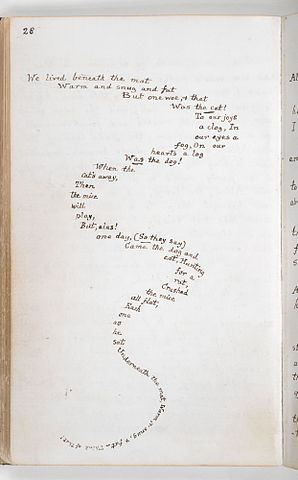 28
We lived beneath the mat
Warm and snug and fat
But one woe, & that
Was the cat!
To our joys
a clog, In
our eyes a
fog, On our
hearts a log
Was the dog!
When the
cat's away,
Then
the mice
will
play,
But, alas!
one day, (So they say)
Came the dog and
cat, Hunting
for a
rat,
Crushed
the mice
all flat,
Each
one
as
he
sat
Underneath the mat, Warm, & snug, & fat — Think of that!